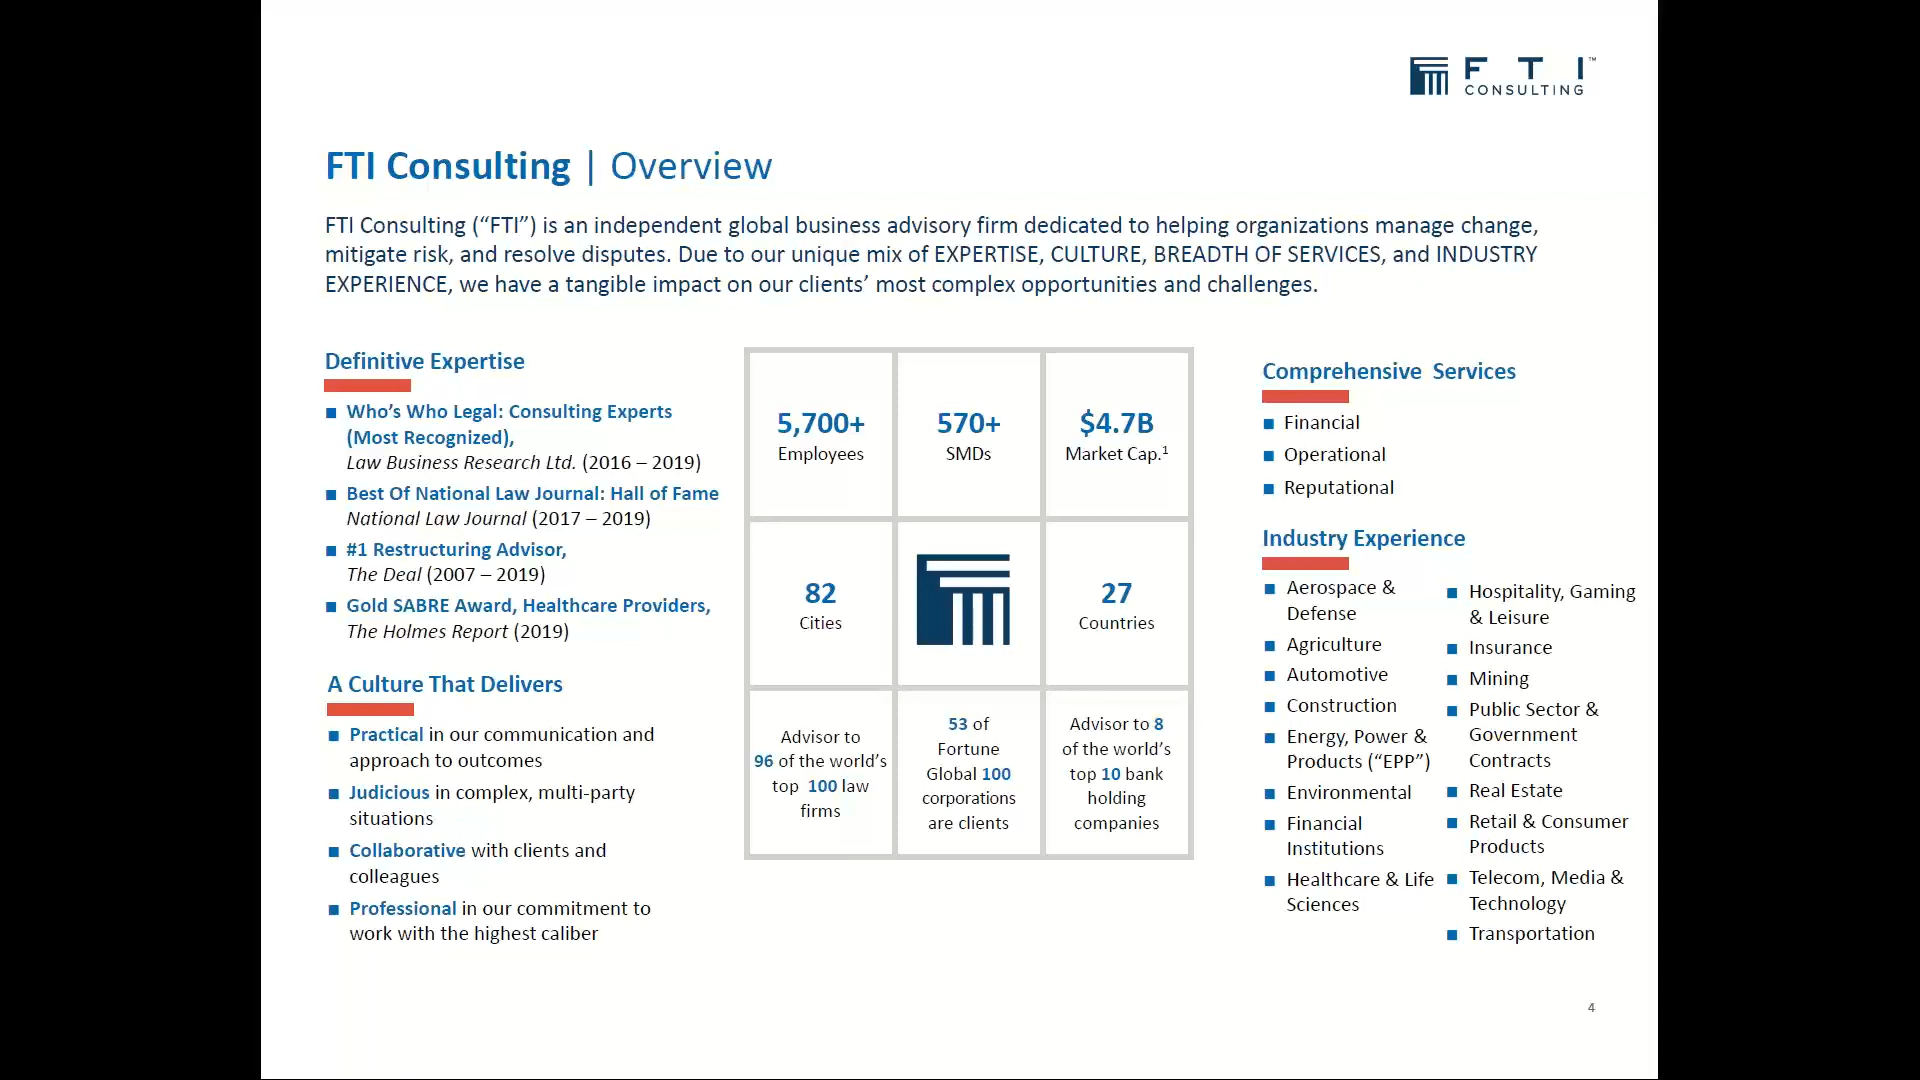 F T I™
CONSULTING
FTI Consulting | Overview
FTI Consulting (“FTI”) is an independent global business advisory firm dedicated to helping organizations manage change,
mitigate risk, and resolve disputes. Due to our unique mix of EXPERTISE, CULTURE, BREADTH OF SERVICES, and INDUSTRY
EXPERIENCE, we have a tangible impact on our clients’ most complex opportunities and challenges.
Definitive Expertise
■ Who’s Who Legal: Consulting Experts
(Most Recognized),
Law Business Research Ltd. (2016 – 2019)
■ Best Of National Law Journal: Hall of Fame
National Law Journal (2017 – 2019)
■ #1 Restructuring Advisor,
The Deal (2007 – 2019)
■ Gold SABRE Award, Healthcare Providers,
The Holmes Report (2019)
A Culture That Delivers
■ Practical in our communication and
approach to outcomes
■ Judicious in complex, multi-party
situations
■ Collaborative with clients and
colleagues
■ Professional in our commitment to
work with the highest caliber
5,700+
Employees
570+
SMDs
$4.7B
Market Cap.¹
82
Cities
27
Countries
Advisor to
96 of the world’s
top 100 law
firms
53 of
Fortune
Global 100
corporations
are clients
Advisor to 8
of the world’s
top 10 bank
holding
companies
Comprehensive Services
■ Financial
■ Operational
■ Reputational
Industry Experience
■ Aerospace &
Defense
■ Agriculture
■ Automotive
■ Construction
■ Energy, Power &
Products (“EPP”)
■ Environmental
■ Financial
Institutions
■ Healthcare & Life
Sciences
■ Hospitality, Gaming
& Leisure
■ Insurance
■ Mining
■ Public Sector &
Government
Contracts
■ Real Estate
■ Retail & Consumer
Products
■ Telecom, Media &
Technology
■ Transportation
4